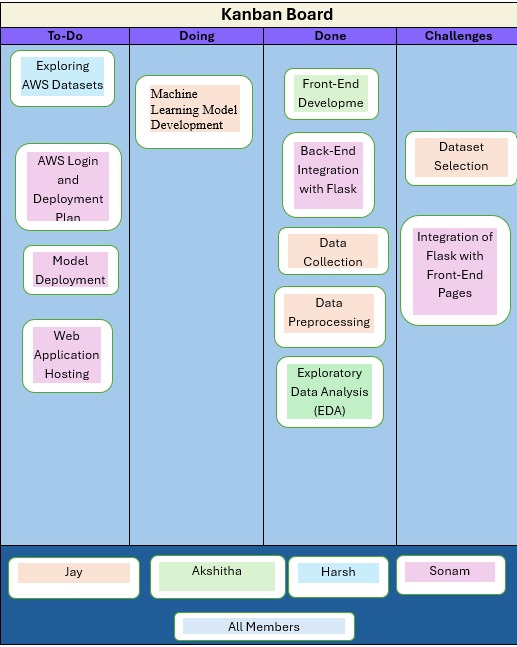 Kanban Board
To-Do
Doing
Done
Challenges
Exploring
AWS Datasets
AWS Login
and
Deployment
Plan
Model
Deployment
Web
Application
Hosting
Machine
Learning Model
Development
Front-End
Developme
Back-End
Integration
with Flask
Data
Collection
Data
Preprocessing
Exploratory
Data Analysis
(EDA)
Dataset
Selection
Integration of
Flask with
Front-End
Pages
Jay
Akshitha
Harsh
Sonam
All Members